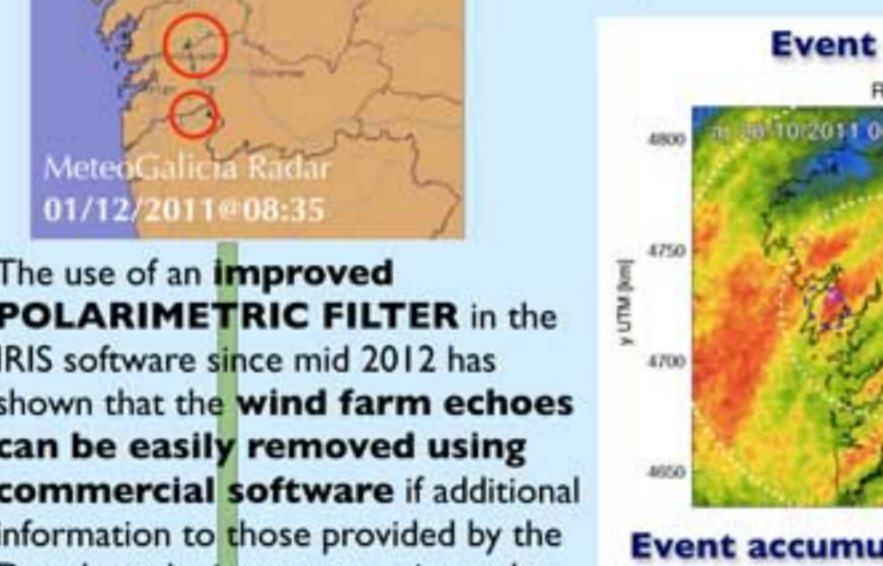 MeteoGalicia Radar
01/12/2011@08:35
The use of an improved
POLARIMETRIC FILTER in the
IRIS software since mid 2012 has
shown that the wind farm echoes
can be easily removed using
commercial software if additional
information to those provided by the
Event
R
10/2011
4800
4750
4700
4650
y UTM [km]
Event accumu